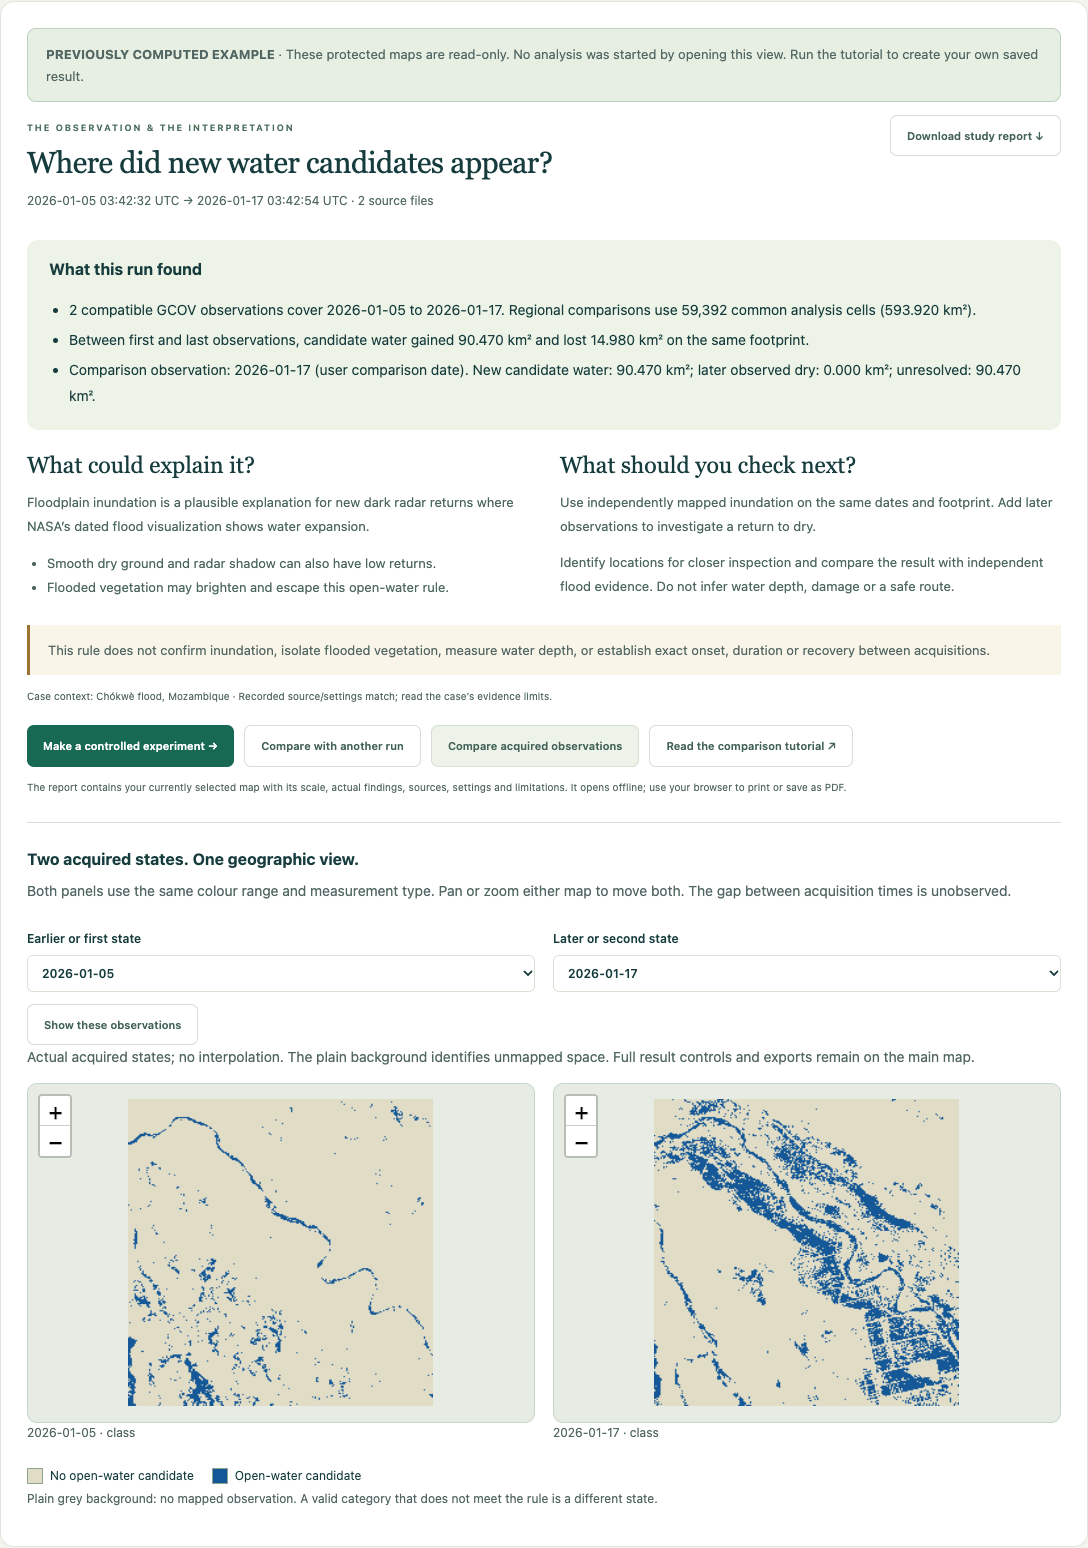 PREVIOUSLY COMPUTED EXAMPLE · These protected maps are read-only. No analysis was started by opening this view. Run the tutorial to create your own saved
result.
THE OBSERVATION & THE INTERPRETATION
Download study report ↓
Where did new water candidates appear?
2026-01-05 03:42:32 UTC → 2026-01-17 03:42:54 UTC · 2 source files
What this run found
• 2 compatible GCOV observations cover 2026-01-05 to 2026-01-17. Regional comparisons use 59,392 common analysis cells (593.920 km²).
• Between first and last observations, candidate water gained 90.470 km² and lost 14.980 km² on the same footprint.
• Comparison observation: 2026-01-17 (user comparison date). New candidate water: 90.470 km²; later observed dry: 0.000 km²; unresolved: 90.470
km².
What could explain it?
Floodplain inundation is a plausible explanation for new dark radar returns where
NASA's dated flood visualization shows water expansion.
• Smooth dry ground and radar shadow can also have low returns.
• Flooded vegetation may brighten and escape this open-water rule.
What should you check next?
Use independently mapped inundation on the same dates and footprint. Add later
observations to investigate a return to dry.
Identify locations for closer inspection and compare the result with independent
flood evidence. Do not infer water depth, damage or a safe route.
This rule does not confirm inundation, isolate flooded vegetation, measure water depth, or establish exact onset, duration or recovery between acquisitions.
Case context: Chókwè flood, Mozambique · Recorded source/settings match; read the case's evidence limits.
Make a controlled experiment →
Compare with another run
Compare acquired observations
Read the comparison tutorial ↗
The report contains your currently selected map with its scale, actual findings, sources, settings and limitations. It opens offline; use your browser to print or save as PDF.
Two acquired states. One geographic view.
Both panels use the same colour range and measurement type. Pan or zoom either map to move both. The gap between acquisition times is unobserved.
Earlier or first state
2026-01-05
Later or second state
2026-01-17
Show these observations
Actual acquired states; no interpolation. The plain background identifies unmapped space. Full result controls and exports remain on the main map.
+
−
+
−
2026-01-05 · class
2026-01-17 · class
No open-water candidate
Open-water candidate
Plain grey background: no mapped observation. A valid category that does not meet the rule is a different state.